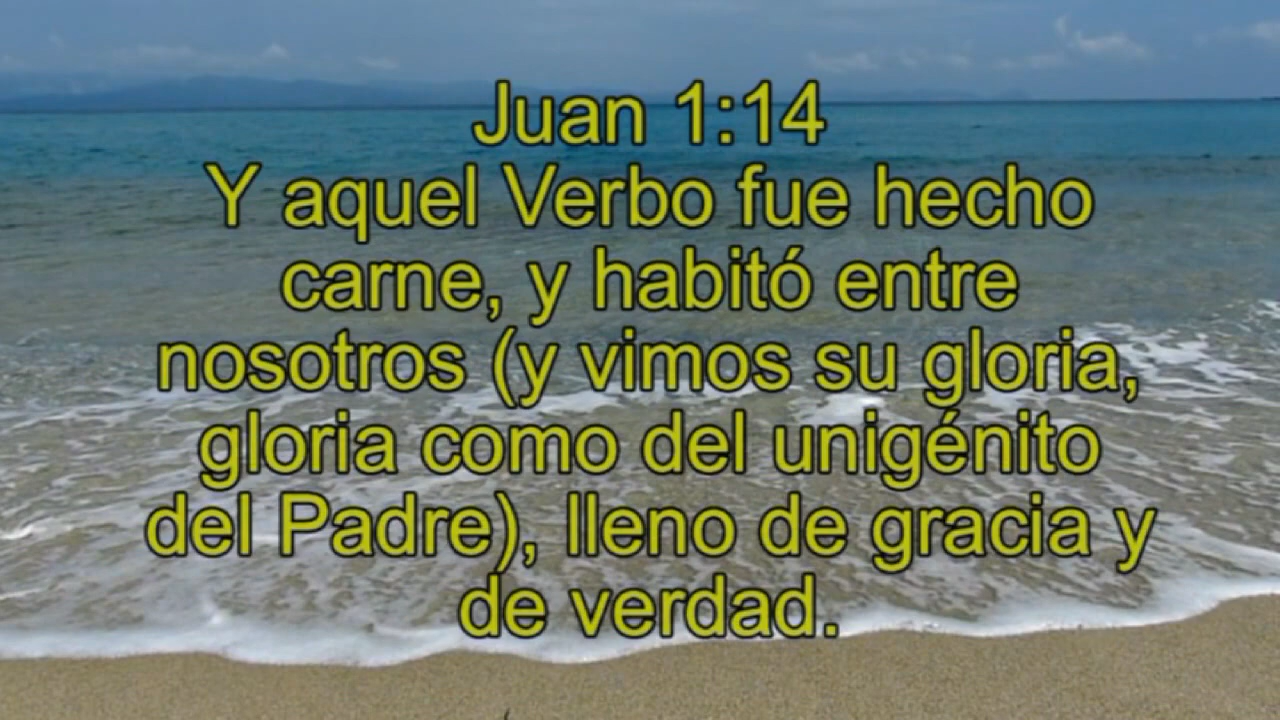 Juan 1:14
Y aquel Verbo fue hecho
carne, y habitó entre
nosotros (y vimos su gloria,
gloria como del unigénito
del Padre), lleno de gracia y
de verdad.